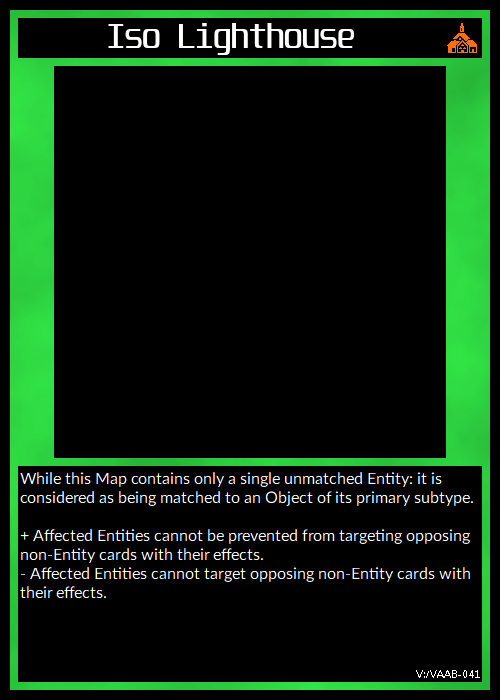 Iso Lighthouse
While this Map contains only a single unmatched Entity: it is
considered as being matched to an Object of its primary subtype.
+ Affected Entities cannot be prevented from targeting opposing
non-Entity cards with their effects.
- Affected Entities cannot target opposing non-Entity cards with
their effects.
V:/VAAB-041